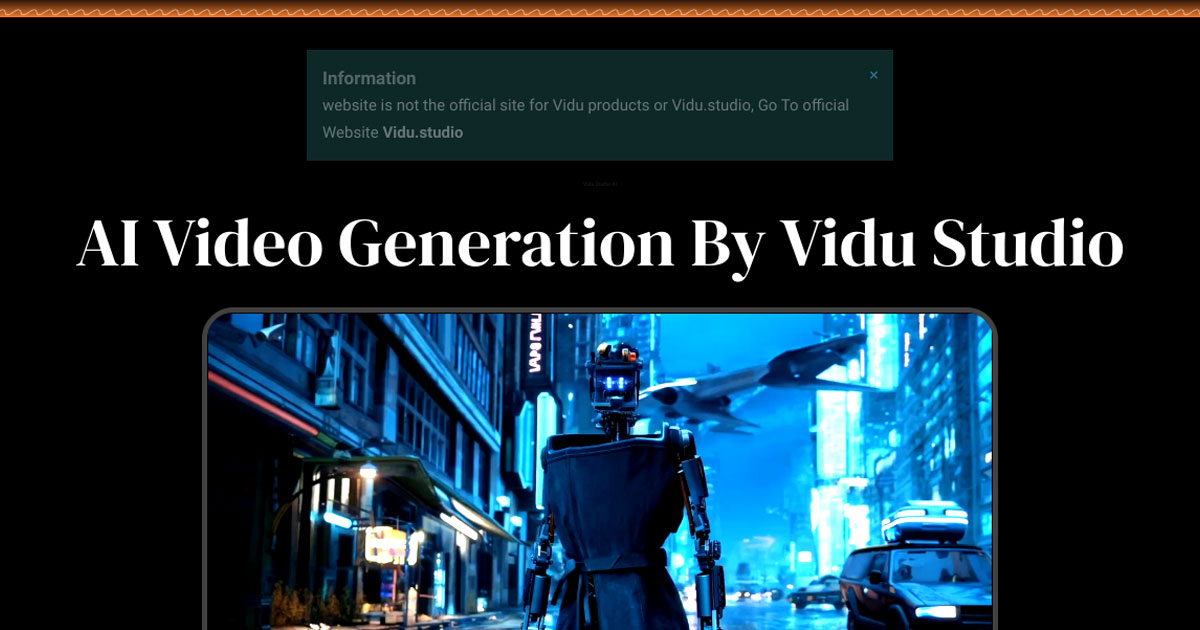 Information
×
website is not the official site for Vidu products or Vidu.studio, Go To official
Website Vidu.studio
Vidu Studio AI
AI Video Generation By Vidu Studio